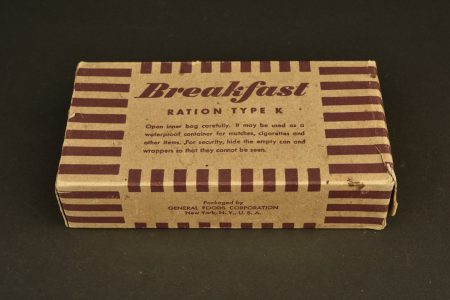 Breakfast
RATION TYPE K
Open inner bag carefully. It may be used as a
waterproof container for matches, cigarettes and
other items. For security, hide the empty can and
wrappers so that they cannot be seen.
Packaged by
GENERAL FOODS CORPORATION
New York, N. Y., U. S. A.